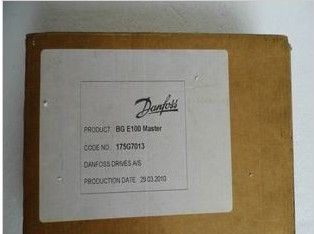 Danfoss
PRODUCT BG E100 Master
CODE NO 175G7013
DANFOSS DRIVES A/S
PRODUCTION DATE 29.03.2010